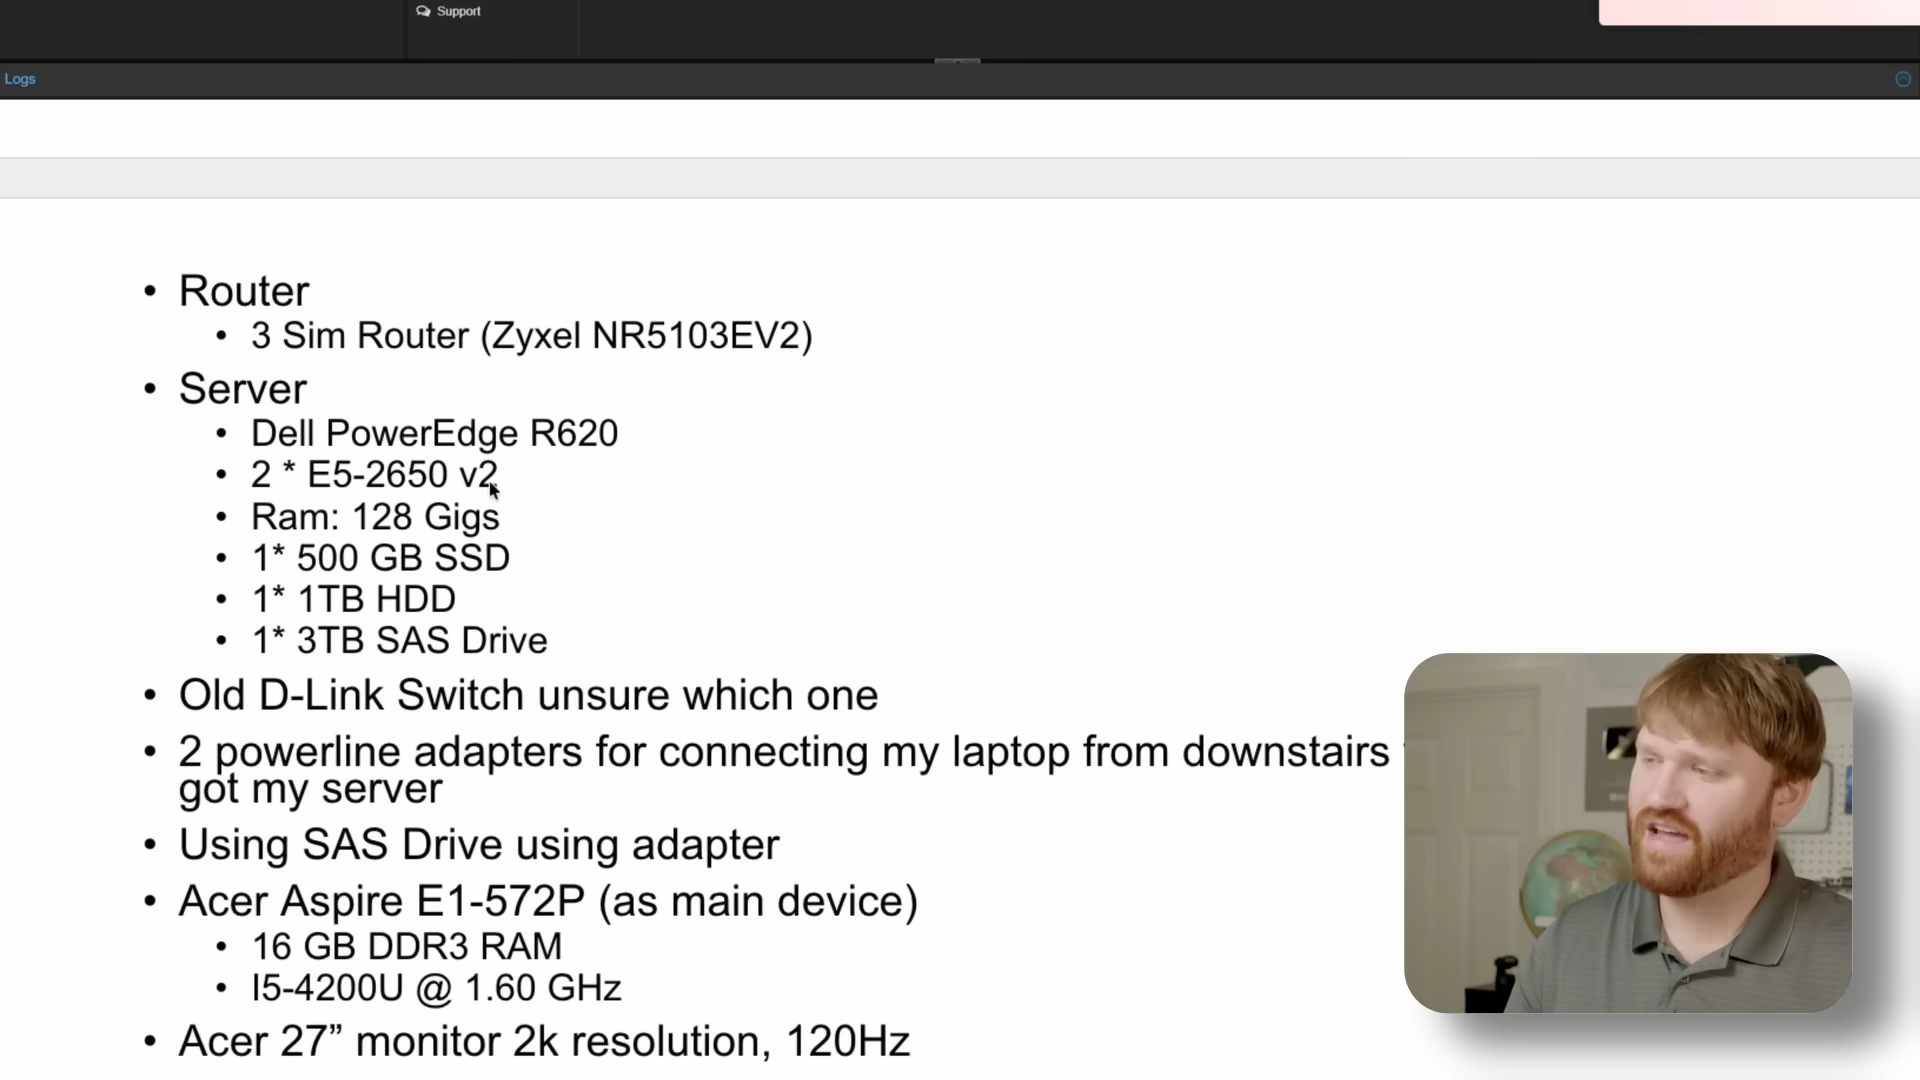 Support
Logs
• Router
• 3 Sim Router (Zyxel NR5103EV2)
• Server
• Dell PowerEdge R620
• 2 * E5-2650 v2
• Ram: 128 Gigs
• 1* 500 GB SSD
• 1* 1TB HDD
• 1* 3TB SAS Drive
• Old D-Link Switch unsure which one
• 2 powerline adapters for connecting my laptop from downstairs
got my server
• Using SAS Drive using adapter
• Acer Aspire E1-572P (as main device)
• 16 GB DDR3 RAM
• I5-4200U @ 1.60 GHz
• Acer 27” monitor 2k resolution, 120Hz